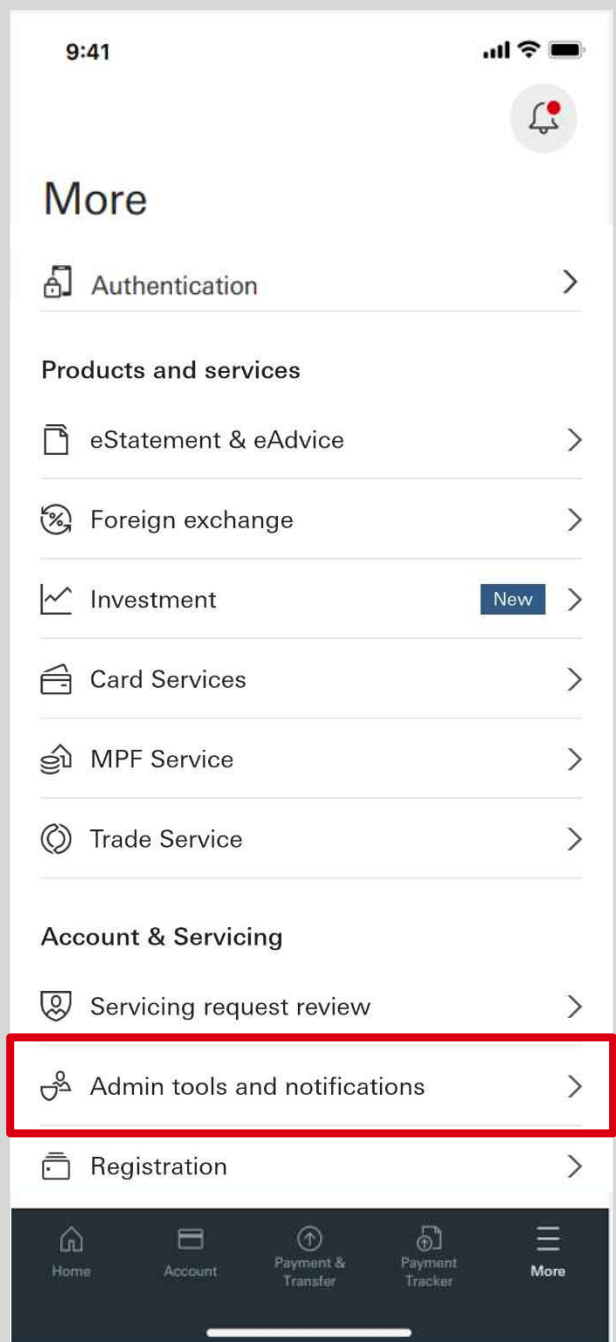 9:41
More
Authentication
Products and services
eStatement & eAdvice
Foreign exchange
Investment
New
Card Services
MPF Service
Trade Service
Account & Servicing
Servicing request review
Admin tools and notifications
Registration
Home
Account
Payment &
Transfer
Payment
Tracker
More